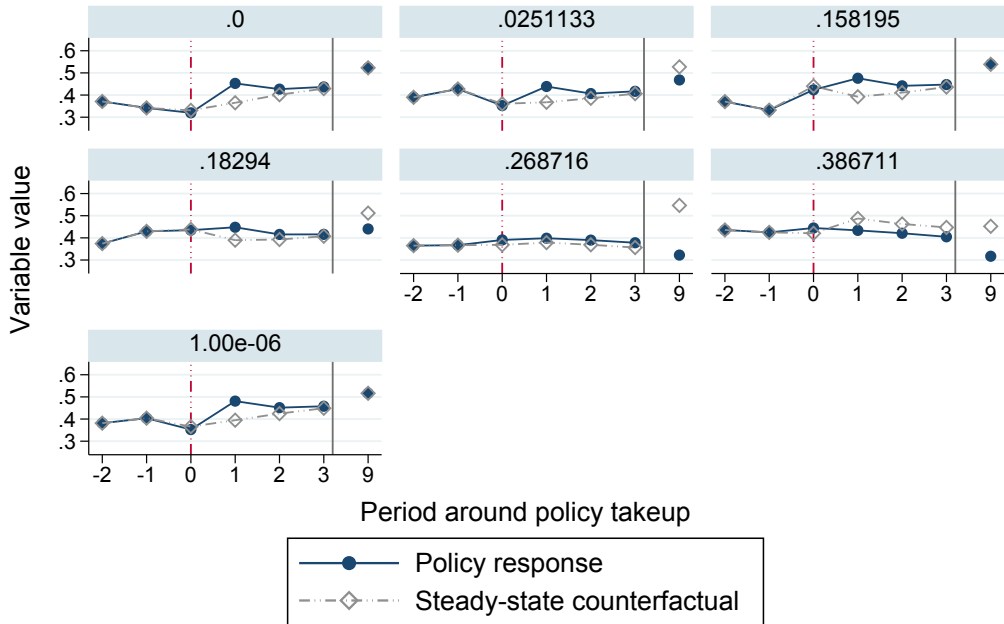 .0
.0251133
.158195
.6
.5
.4
.3
.18294
.268716
.386711
.6
.5
.4
.3
-2 -1 0 1 2 3 9
-2 -1 0 1 2 3 9
1.00e-06
.6
.5
.4
.3
-2 -1 0 1 2 3 9
Variable value
Period around policy takeup
Policy response
Steady-state counterfactual